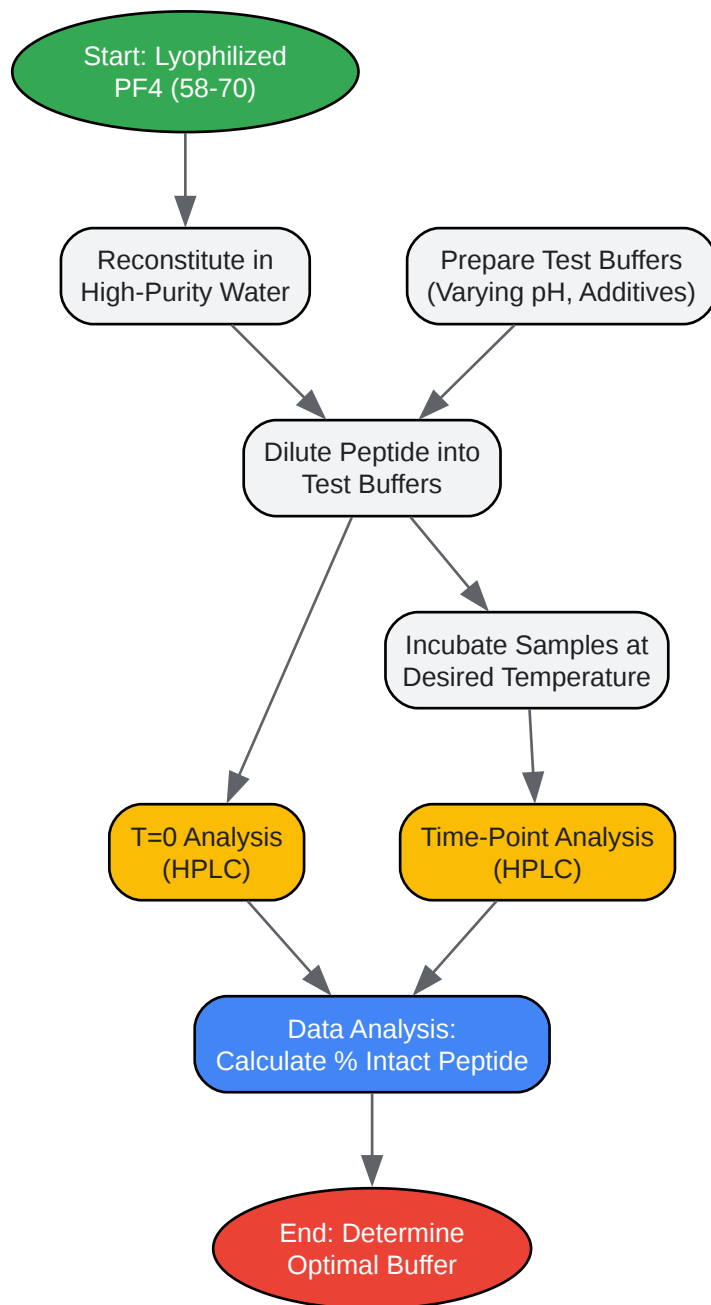 Start: Lyophilized
PF4 (58-70)
Reconstitute in
High-Purity Water
Prepare Test Buffers
(Varying pH, Additives)
Dilute Peptide into
Test Buffers
Incubate Samples at
Desired Temperature
T=0 Analysis
(HPLC)
Time-Point Analysis
(HPLC)
Data Analysis:
Calculate % Intact Peptide
End: Determine
Optimal Buffer